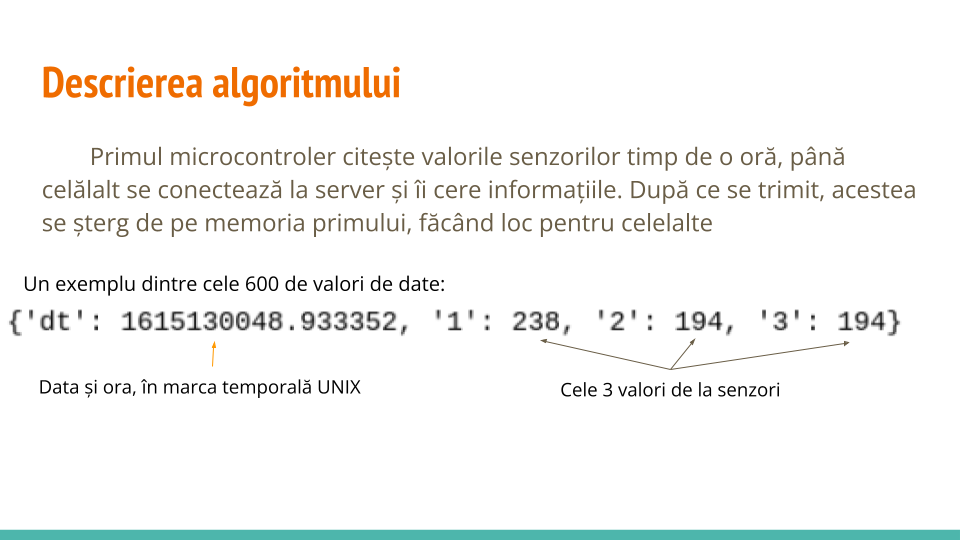 Descrierea algoritmului
Primul microcontroler citește valorile senzorilor timp de o oră, până
celălalt se conectează la server și îi cere informațiile. După ce se trimit, acestea
se șterg de pe memoria primului, făcând loc pentru celelalte
Un exemplu dintre cele 600 de valori de date:
{'dt': 1615130048.933352, '1': 238, '2': 194, '3': 194}
Data și ora, în marca temporală UNIX
Cele 3 valori de la senzori